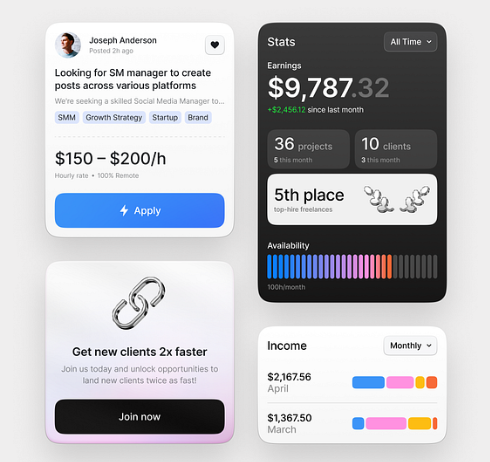 Joseph Anderson
Posted 2h ago
Looking for SM manager to create
posts across various platforms
We're seeking a skilled Social Media Manager to...
SMM Growth Strategy Startup Brand
$150 – $200/h
Hourly rate • 100% Remote
Apply
Get new clients 2x faster
Join us today and unlock opportunities to
land new clients twice as fast!
Join now
Stats All Time
Earnings
$9,787.32
+$2,456.12 since last month
36 projects
5 this month
10 clients
3 this month
5th place
top-hire freelances
Availability
100h/month
Income Monthly
$2,167.56
April
$1,367.50
March